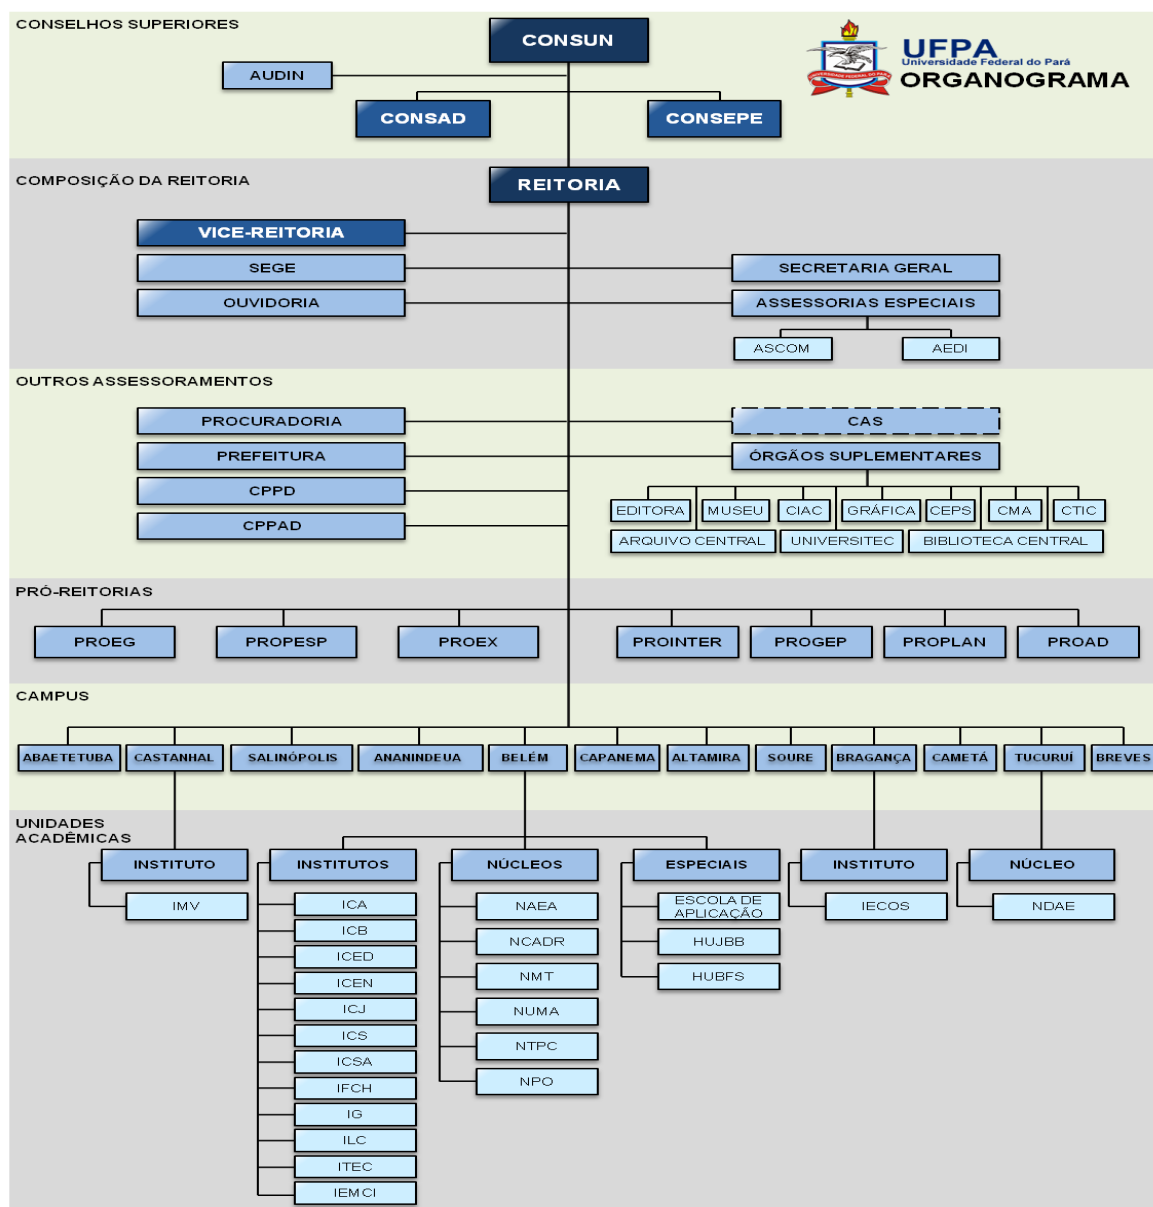 CONSELHOS SUPERIORES
CONSUN
UFPA
Universidade Federal do Pará
ORGANOGRAMA
UNIVERSIDADE FEDERAL DO PARÁ
AUDIN
CONSAD
CONSEPE
COMPOSIÇÃO DA REITORIA
REITORIA
VICE-REITORIA
SEGE
SECRETARIA GERAL
OUVIDORIA
ASSESSORIAS ESPECIAIS
ASCOM
AEDI
OUTROS ASSESSORAMENTOS
PROCURADORIA
CAS
PREFEITURA
ÓRGÃOS SUPLEMENTARES
CPPD
EDITORA
MUSEU
CIAC
GRÁFICA
CEPS
CMA
CTIC
CPPAD
ARQUIVO CENTRAL
UNIVERSITEC
BIBLIOTECA CENTRAL
PRÓ-REITORIAS
PROEG
PROPESP
PROEX
PROINTER
PROGEP
PROPLAN
PROAD
CAMPUS
ABAETETUBA
CASTANHAL
SALINÓPOLIS
ANANINDEUA
BELÉM
CAPANEMA
ALTAMIRA
SOURE
BRAGANÇA
CAMETÁ
TUCURUÍ
BREVES
UNIDADES
ACADÊMICAS
INSTITUTO
IMV
INSTITUTOS
ICA
ICB
ICED
ICEN
ICJ
ICS
ICSA
IFCH
IG
ILC
ITEC
IEMCI
NÚCLEOS
NAEA
NCADR
NMT
NUMA
NTPC
NPO
ESPECIAIS
ESCOLA DE
APLICAÇÃO
HUJBB
HUBFS
INSTITUTO
IECOS
NÚCLEO
NDAE